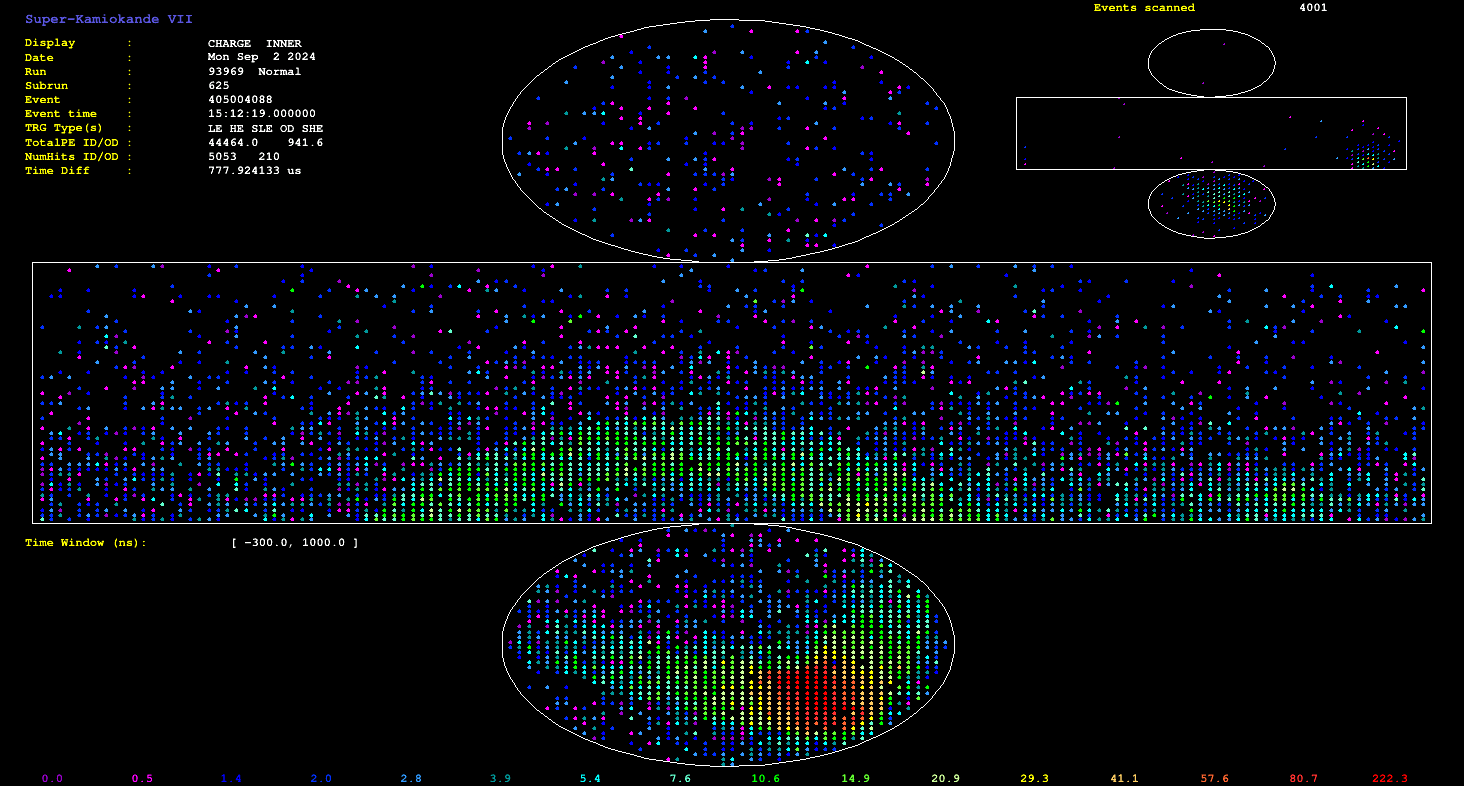 Super-Kamiokande VII
Events scanned 4001
Display : CHARGE INNER
Date : Mon Sep 2 2024
Run : 93969 Normal
Subrun : 625
Event : 405004088
Event time : 15:12:19.000000
TRG Type(s) : LE HE SLE OD SHE
TotalPE ID/OD : 44464.0 941.6
NumHits ID/OD : 5053 210
Time Diff : 777.924133 us
Time Window (ns): [ -300.0, 1000.0 ]
0.0 0.5 1.4 2.0 2.8 3.9 5.4 7.6 10.6 14.9 20.9 29.3 41.1 57.6 80.7 222.3